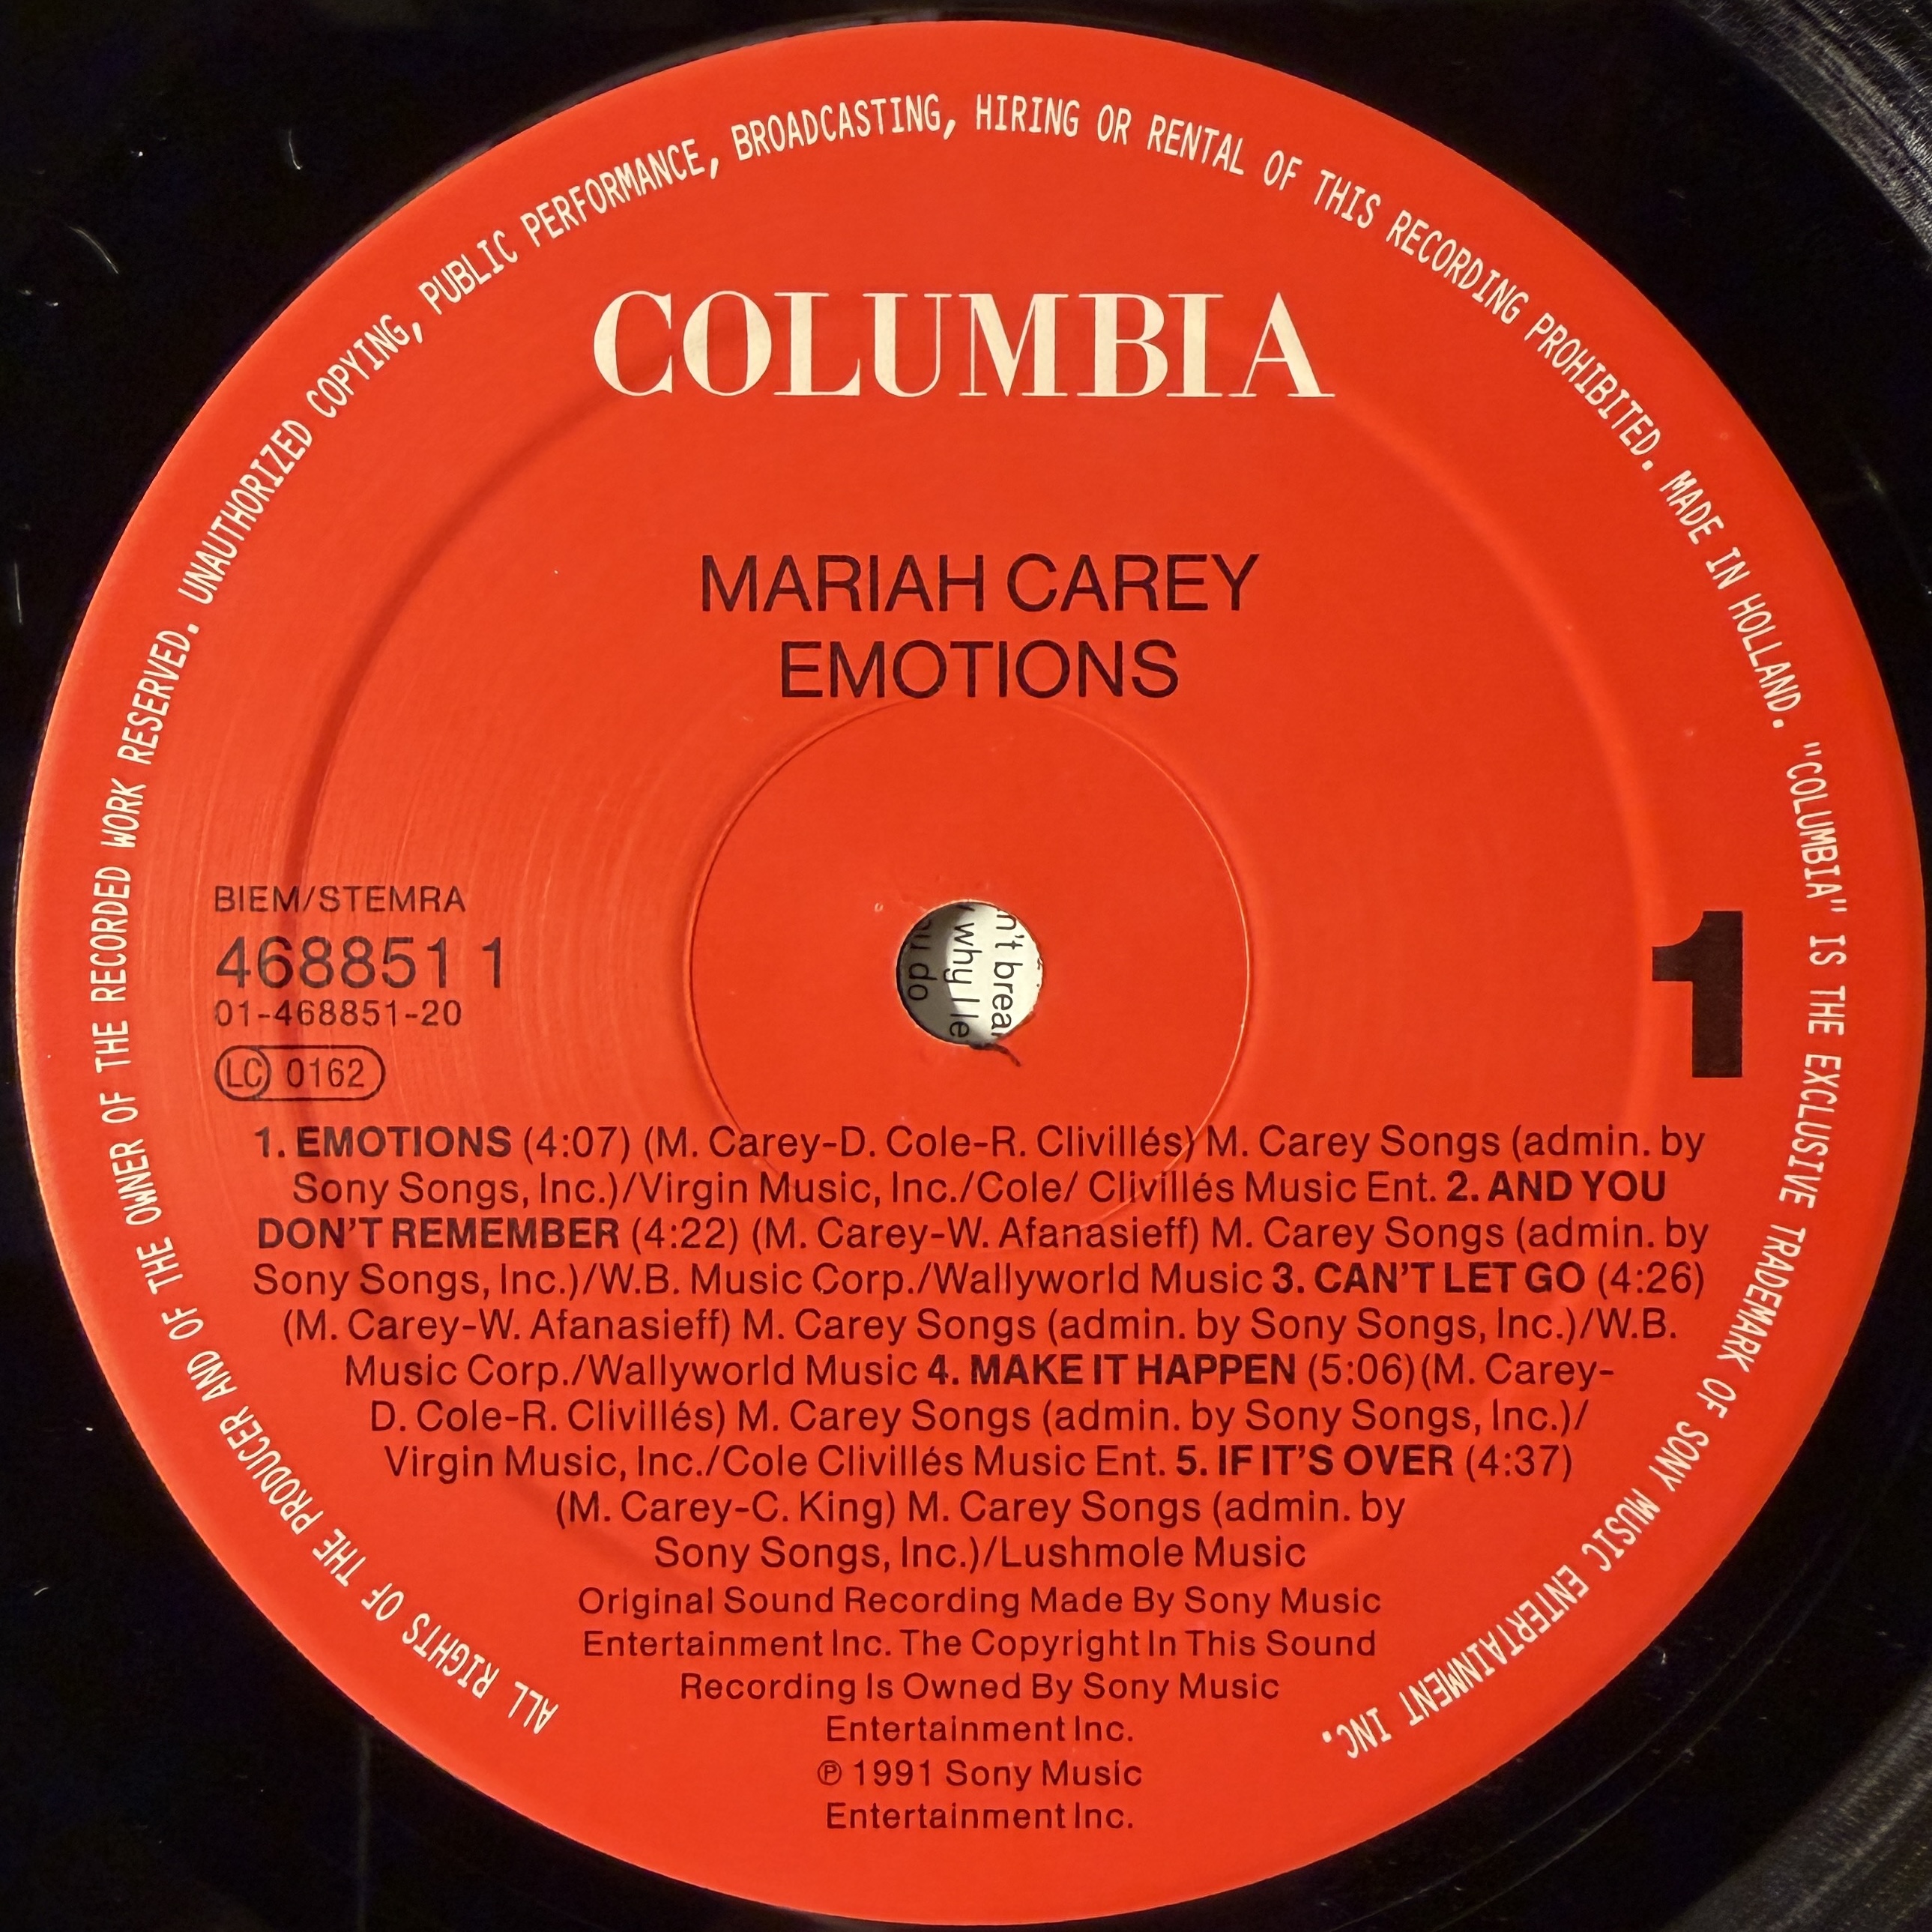 ALL RIGHTS OF THE PRODUCER AND OF THE OWNER OF THE RECORDED WORK RESERVED. UNAUTHORIZED COPYING, PUBLIC PERFORMANCE, BROADCASTING, HIRING OR RENTAL OF THIS RECORDING PROHIBITED. MADE IN HOLLAND. "COLUMBIA" IS THE EXCLUSIVE TRADEMARK OF SONY MUSIC ENTERTAINMENT INC.
COLUMBIA
MARIAH CAREY
EMOTIONS
BIEM/STEMRA
468851 1
01-468851-20
LC 0162
1
n't brea
why I le
do
1. EMOTIONS (4:07) (M. Carey-D. Cole-R. Clivillés) M. Carey Songs (admin. by
Sony Songs, Inc.)/Virgin Music, Inc./Cole/ Clivillés Music Ent. 2. AND YOU
DON'T REMEMBER (4:22) (M. Carey-W. Afanasieff) M. Carey Songs (admin. by
Sony Songs, Inc.)/W.B. Music Corp./Wallyworld Music 3. CAN'T LET GO (4:26)
(M. Carey-W. Afanasieff) M. Carey Songs (admin. by Sony Songs, Inc.)/W.B.
Music Corp./Wallyworld Music 4. MAKE IT HAPPEN (5:06)(M. Carey-
D. Cole-R. Clivillés) M. Carey Songs (admin. by Sony Songs, Inc.)/
Virgin Music, Inc./Cole Clivillés Music Ent. 5. IF IT'S OVER (4:37)
(M. Carey-C. King) M. Carey Songs (admin. by
Sony Songs, Inc.)/Lushmole Music
Original Sound Recording Made By Sony Music
Entertainment Inc. The Copyright In This Sound
Recording Is Owned By Sony Music
Entertainment Inc.
℗ 1991 Sony Music
Entertainment Inc.